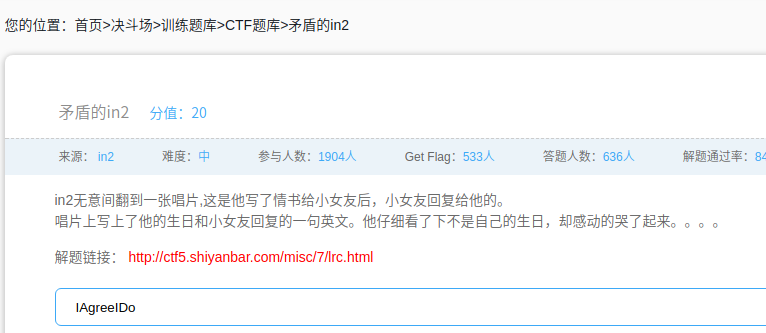 您的位置：首页>决斗场>训练题库>CTF题库>矛盾的in2
矛盾的in2 分值：20
来源： in2 难度：中 参与人数：1904人 Get Flag：533人 答题人数：636人 解题通过率：84
in2无意间翻到一张唱片,这是他写了情书给小女友后，小女友回复给他的。
唱片上写上了他的生日和小女友回复的一句英文。他仔细看了下不是自己的生日，却感动的哭了起来。。。。
解题链接： http://ctf5.shiyanbar.com/misc/7/lrc.html
IAgreeIDo